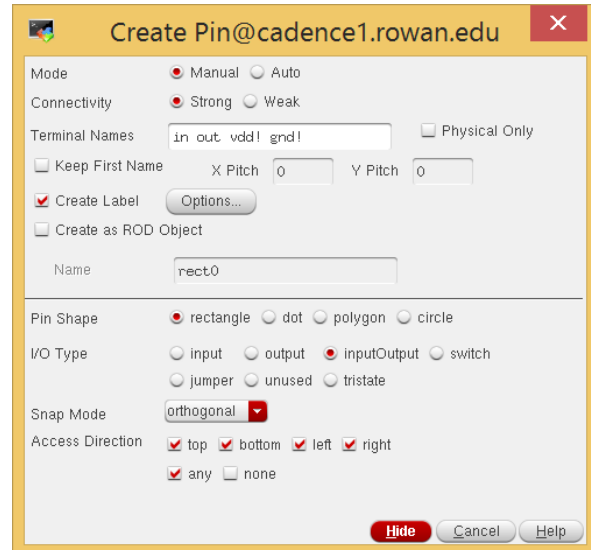 Create Pin@cadence1.rowan.edu
Mode Manual Auto
Connectivity Strong Weak
Terminal Names in out vdd! gnd! Physical Only
Keep First Name X Pitch 0 Y Pitch 0
Create Label Options...
Create as ROD Object
Name rect0
Pin Shape rectangle dot polygon circle
I/O Type input output inputOutput switch
jumper unused tristate
Snap Mode orthogonal
Access Direction top bottom left right
any none
Hide Cancel Help